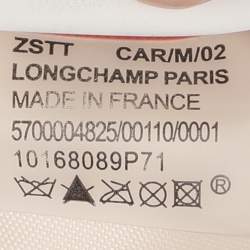 ZSTT CAR/M/02
LONGCHAMP PARIS
MADE IN FRANCE
5700004825/00110/0001
10168089P71
®